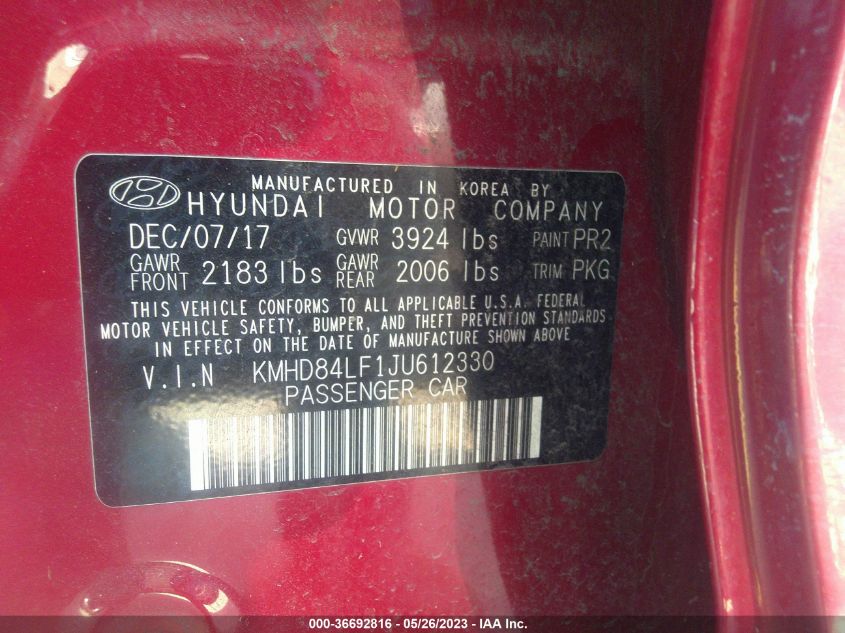 MANUFACTURED IN KOREA BY
HYUNDAI MOTOR COMPANY
DEC/07/17 GVWR 3924 lbs PAINT PR2
GAWR FRONT 2183 lbs GAWR REAR 2006 lbs TRIM PKG
THIS VEHICLE CONFORMS TO ALL APPLICABLE U.S.A. FEDERAL
MOTOR VEHICLE SAFETY, BUMPER, AND THEFT PREVENTION STANDARDS
IN EFFECT ON THE DATE OF MANUFACTURE SHOWN ABOVE
V.I.N KMHD84LF1JU612330
PASSENGER CAR
000-36692816 - 05/26/2023 - IAA Inc.